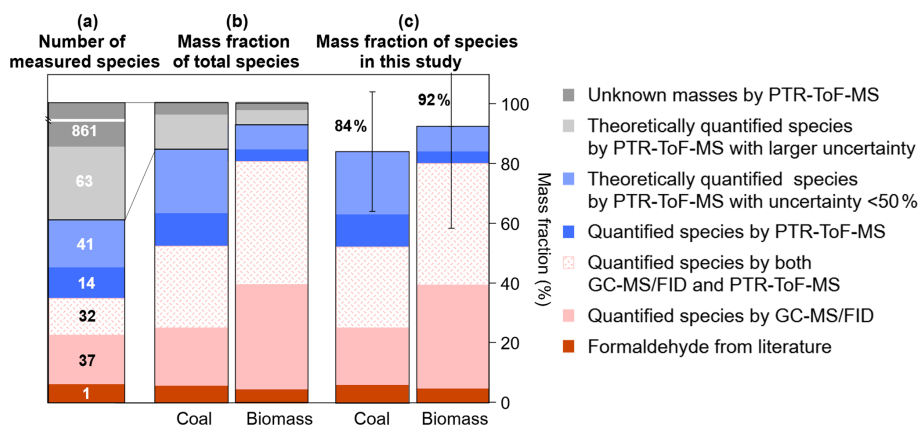 (a)
Number of
measured species
(b)
Mass fraction
of total species
(c)
Mass fraction of species
in this study
861
63
41
14
32
37
1
84%
92%
100
80
60
40
20
0
Mass fraction (%)
Coal
Biomass
Coal
Biomass
Unknown masses by PTR-ToF-MS
Theoretically quantified species
by PTR-ToF-MS with larger uncertainty
Theoretically quantified species
by PTR-ToF-MS with uncertainty <50%
Quantified species by PTR-ToF-MS
Quantified species by both
GC-MS/FID and PTR-ToF-MS
Quantified species by GC-MS/FID
Formaldehyde from literature